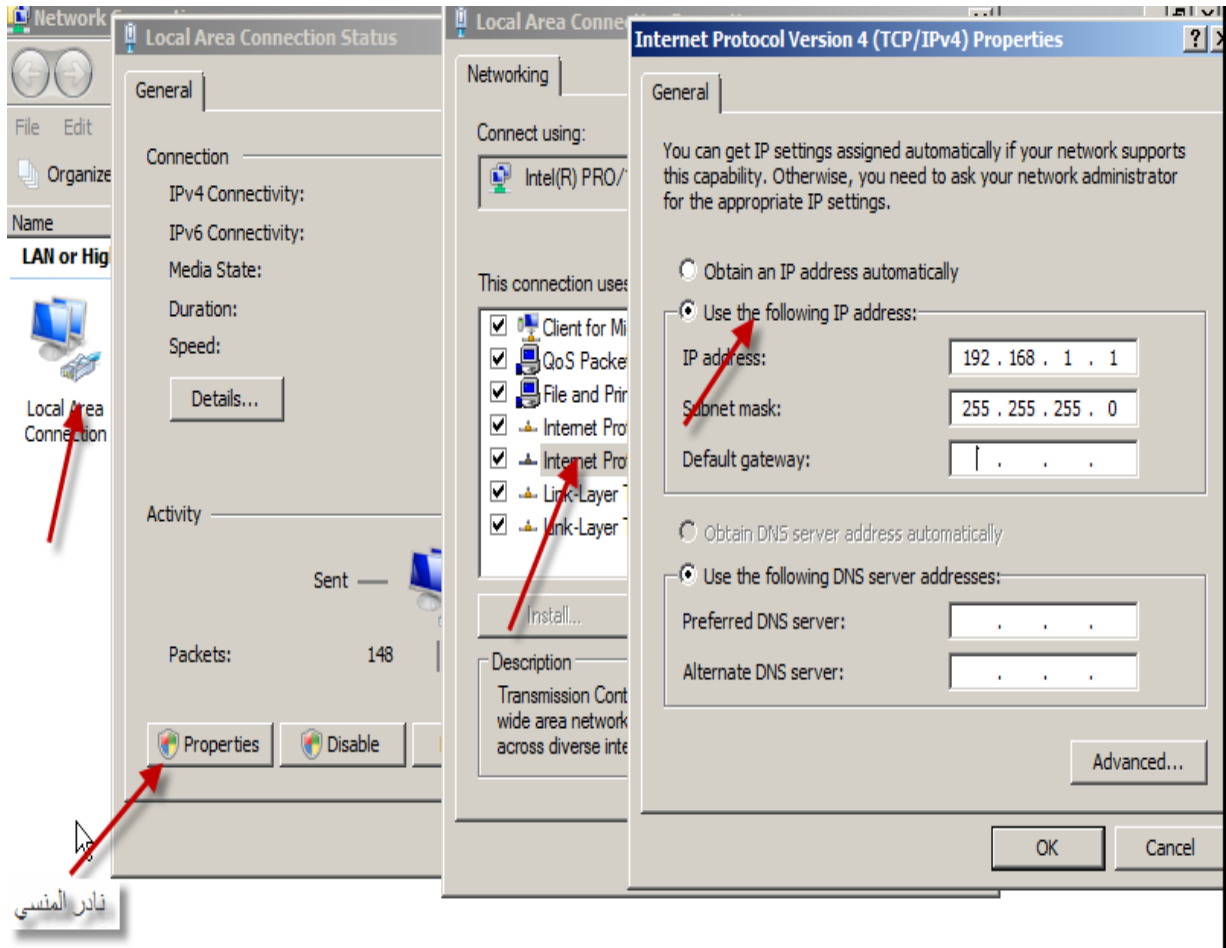 Network
File Edit
Organize
Name
LAN or Hig
Local Area
Connection
Local Area Connection Status
General
Connection
IPv4 Connectivity:
IPv6 Connectivity:
Media State:
Duration:
Speed:
Details...
Activity
Sent
Packets: 148
Properties
Disable
نادر المنسي
Local Area Conne
Networking
Connect using:
Intel(R) PRO/1
This connection uses
Client for Mi
QoS Packe
File and Prin
Internet Pro
Internet Pro
Link-Layer T
Link-Layer T
Install...
Description
Transmission Cont
wide area network
across diverse inte
Internet Protocol Version 4 (TCP/IPv4) Properties
General
You can get IP settings assigned automatically if your network supports
this capability. Otherwise, you need to ask your network administrator
for the appropriate IP settings.
Obtain an IP address automatically
Use the following IP address:
IP address: 192 . 168 . 1 . 1
Subnet mask: 255 . 255 . 255 . 0
Default gateway: . . .
Obtain DNS server address automatically
Use the following DNS server addresses:
Preferred DNS server: . . .
Alternate DNS server: . . .
Advanced...
OK Cancel